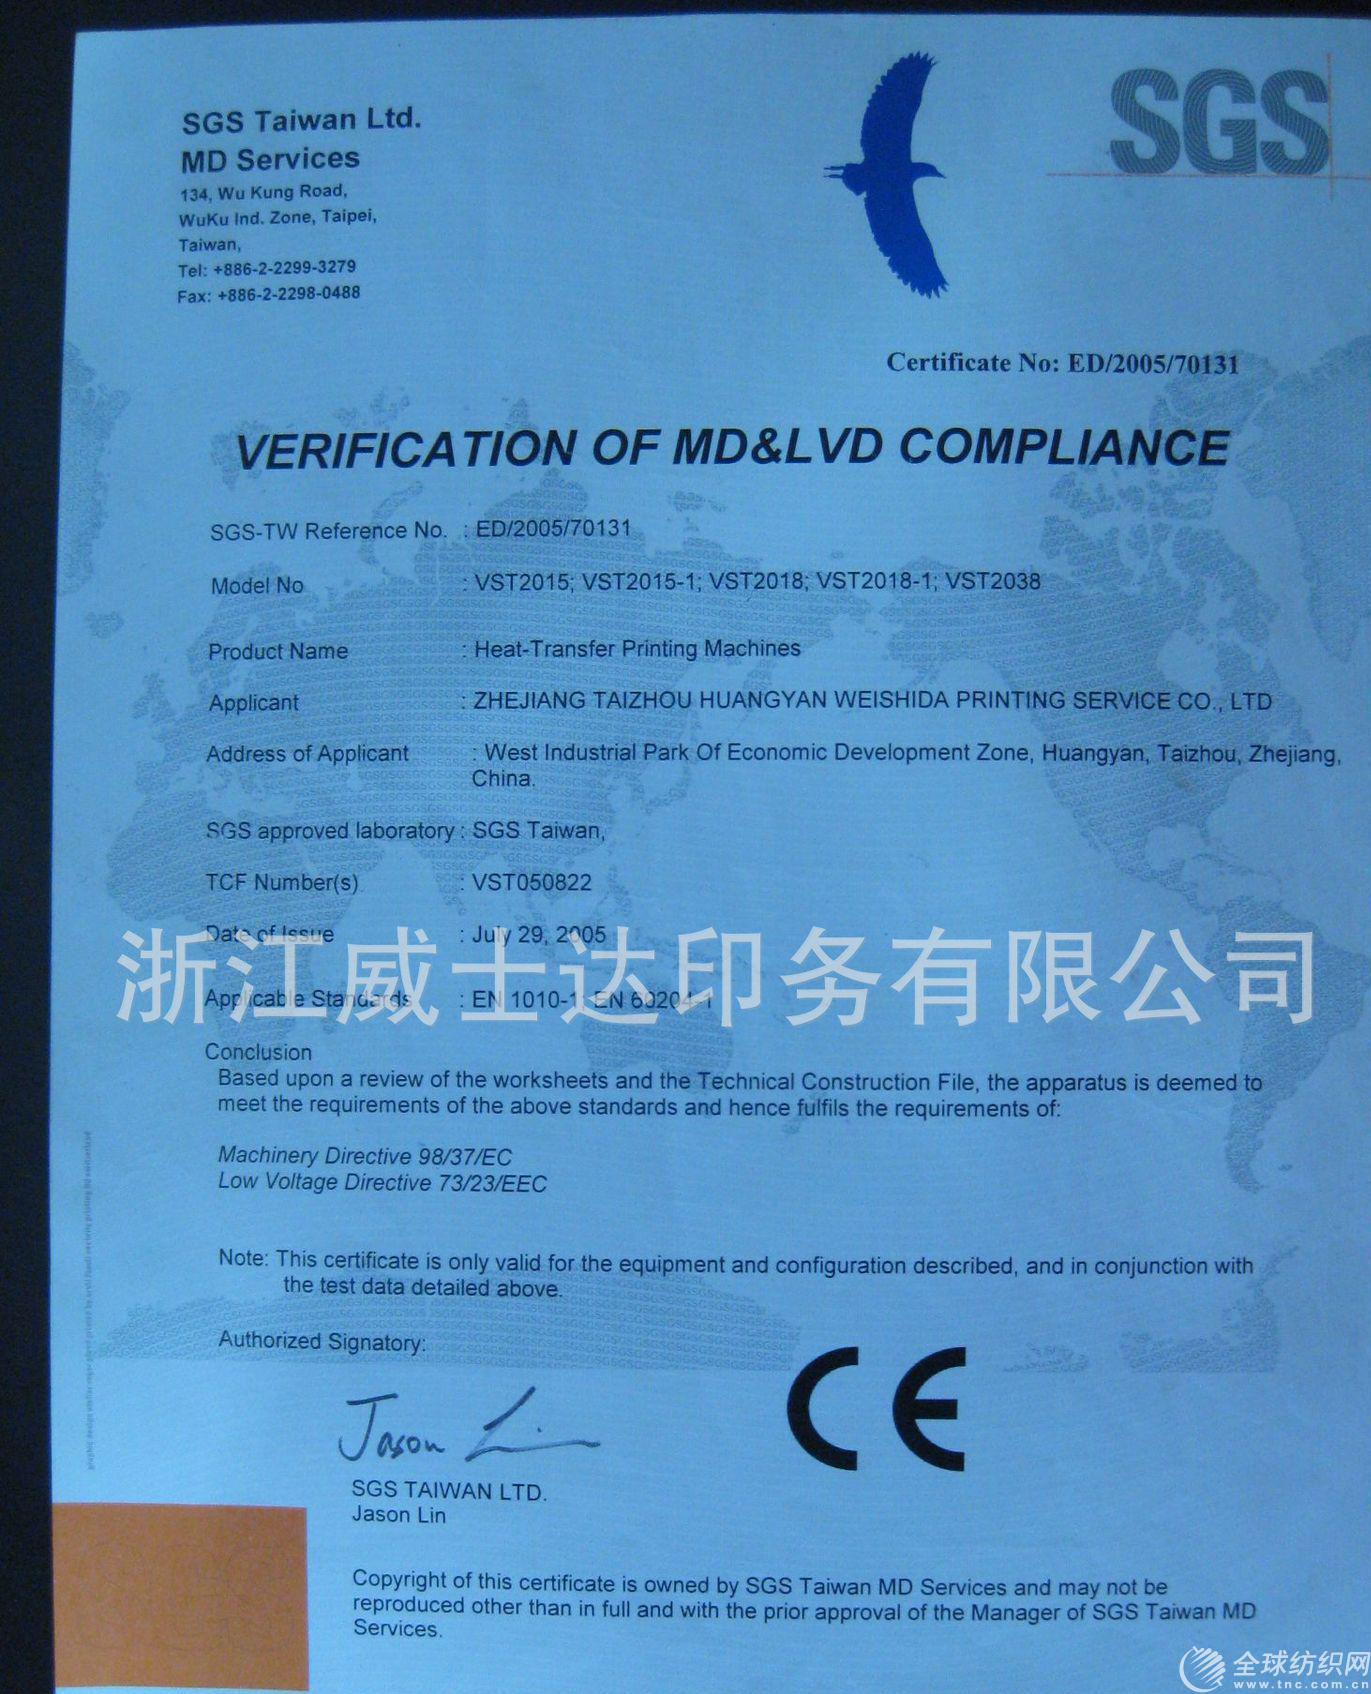 SGS Taiwan Ltd.
MD Services
134, Wu Kung Road,
WuKu Ind. Zone, Taipei,
Taiwan,
Tel: +886-2-2299-3279
Fax: +886-2-2298-0488
SGS
Certificate No: ED/2005/70131
VERIFICATION OF MD&LVD COMPLIANCE
SGS-TW Reference No. : ED/2005/70131
Model No : VST2015; VST2015-1; VST2018; VST2018-1; VST2038
Product Name : Heat-Transfer Printing Machines
Applicant : ZHEJIANG TAIZHOU HUANGYAN WEISHIDA PRINTING SERVICE CO., LTD
Address of Applicant : West Industrial Park Of Economic Development Zone, Huangyan, Taizhou, Zhejiang,
China.
SGS approved laboratory : SGS Taiwan,
TCF Number(s) : VST050822
Date of Issue : July 29, 2005
浙江威士达印务有限公司
Applicable Standards : EN 1010-1; EN 60204-1
Conclusion
Based upon a review of the worksheets and the Technical Construction File, the apparatus is deemed to
meet the requirements of the above standards and hence fulfils the requirements of:
Machinery Directive 98/37/EC
Low Voltage Directive 73/23/EEC
Note: This certificate is only valid for the equipment and configuration described, and in conjunction with
the test data detailed above.
Authorized Signatory:
Jason Lin
CE
SGS TAIWAN LTD.
Jason Lin
Copyright of this certificate is owned by SGS Taiwan MD Services and may not be
reproduced other than in full and with the prior approval of the Manager of SGS Taiwan MD
Services.
全球纺织网
www.tnc.com.cn